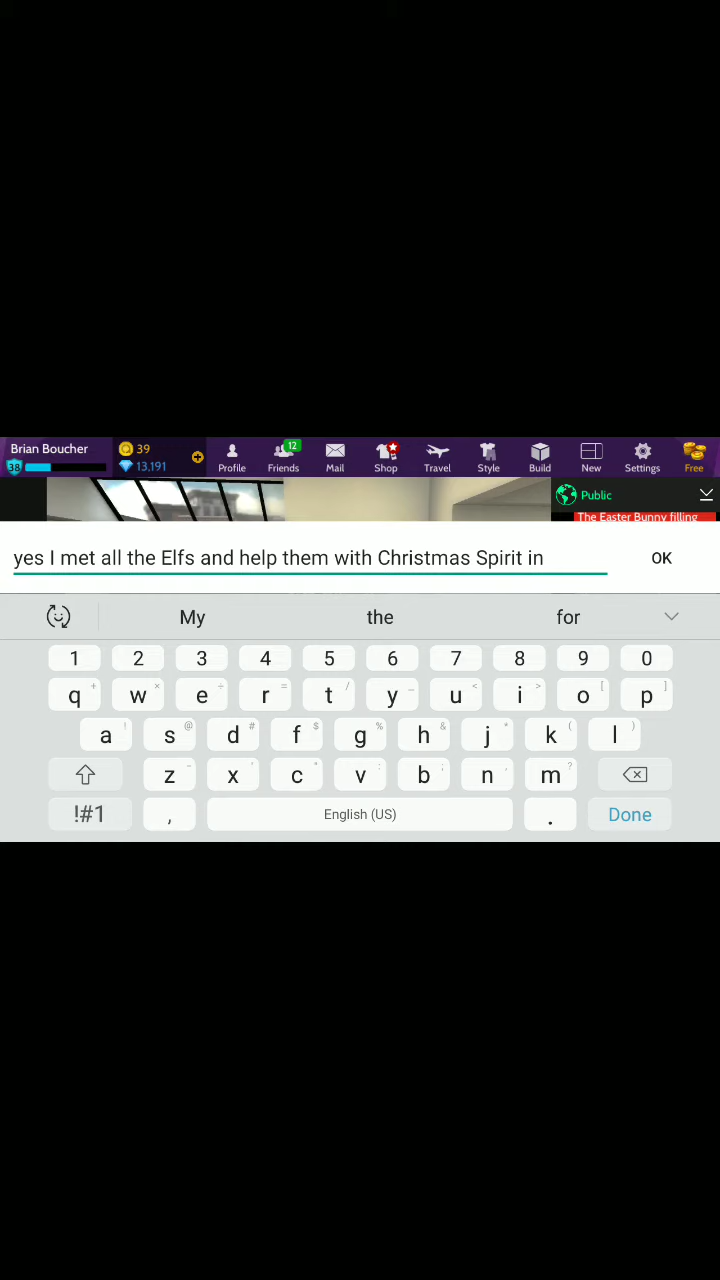 Brian Boucher
38
39
13,191
Profile
12
Friends
Mail
Shop
Travel
Style
Build
New
Settings
Free
Public
The Easter Bunny filling
yes I met all the Elfs and help them with Christmas Spirit in
OK
My the for
1 2 3 4 5 6 7 8 9 0
q + w × e ÷ r = t / y _ u < i > o [ p ]
a ! s @ d # f $ g % h & j * k ( l )
z - x ' c " v : b ; n , m ?
!#1 , English (US) . Done